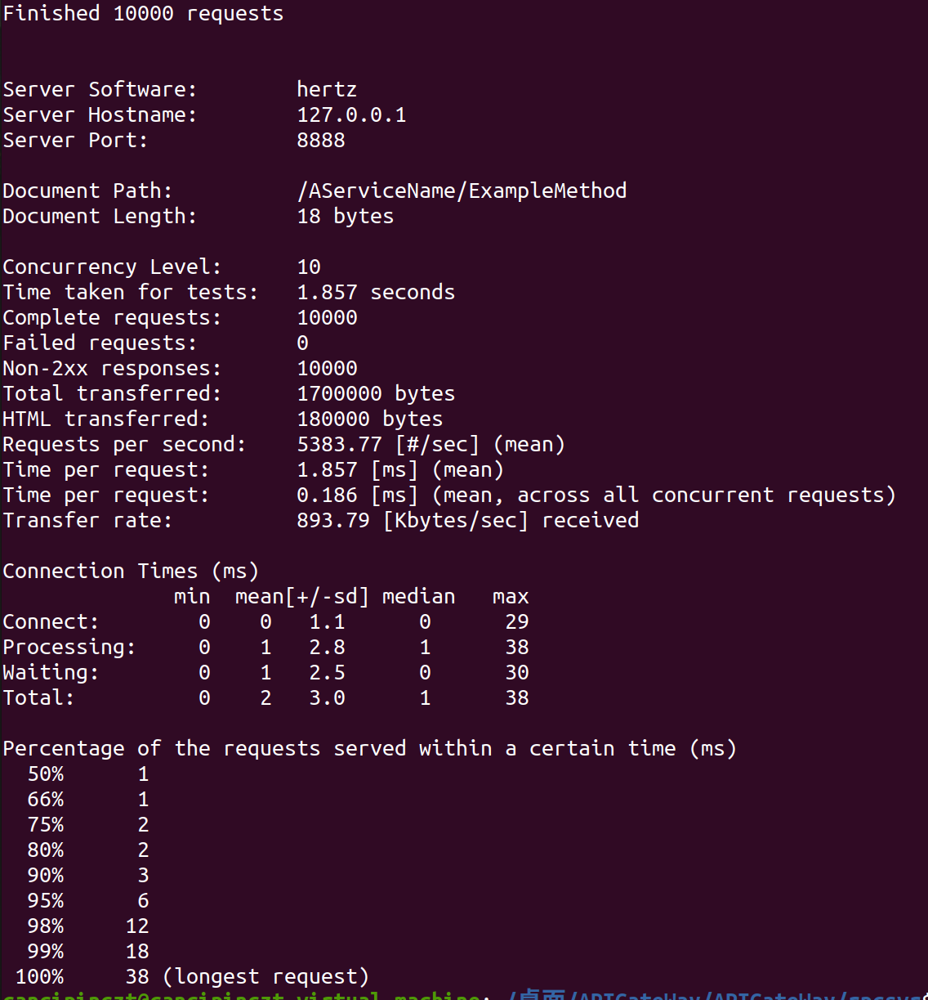 Finished 10000 requests
Server Software: hertz
Server Hostname: 127.0.0.1
Server Port: 8888
Document Path: /AServiceName/ExampleMethod
Document Length: 18 bytes
Concurrency Level: 10
Time taken for tests: 1.857 seconds
Complete requests: 10000
Failed requests: 0
Non-2xx responses: 10000
Total transferred: 1700000 bytes
HTML transferred: 180000 bytes
Requests per second: 5383.77 [#/sec] (mean)
Time per request: 1.857 [ms] (mean)
Time per request: 0.186 [ms] (mean, across all concurrent requests)
Transfer rate: 893.79 [Kbytes/sec] received
Connection Times (ms)
min mean[+/-sd] median max
Connect: 0 0 1.1 0 29
Processing: 0 1 2.8 1 38
Waiting: 0 1 2.5 0 30
Total: 0 2 3.0 1 38
Percentage of the requests served within a certain time (ms)
50% 1
66% 1
75% 2
80% 2
90% 3
95% 6
98% 12
99% 18
100% 38 (longest request)